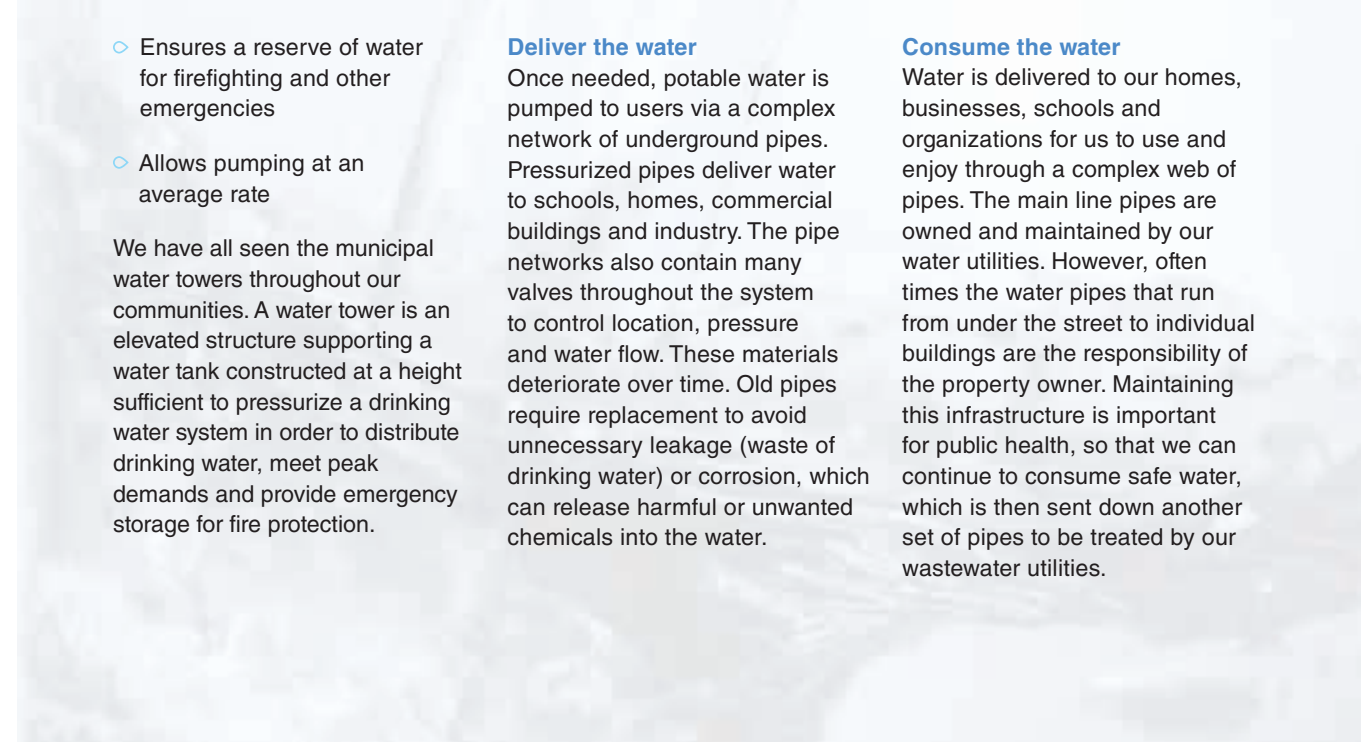 Ensures a reserve of water
for firefighting and other
emergencies
Allows pumping at an
average rate
We have all seen the municipal
water towers throughout our
communities. A water tower is an
elevated structure supporting a
water tank constructed at a height
sufficient to pressurize a drinking
water system in order to distribute
drinking water, meet peak
demands and provide emergency
storage for fire protection.
Deliver the water
Once needed, potable water is
pumped to users via a complex
network of underground pipes.
Pressurized pipes deliver water
to schools, homes, commercial
buildings and industry. The pipe
networks also contain many
valves throughout the system
to control location, pressure
and water flow. These materials
deteriorate over time. Old pipes
require replacement to avoid
unnecessary leakage (waste of
drinking water) or corrosion, which
can release harmful or unwanted
chemicals into the water.
Consume the water
Water is delivered to our homes,
businesses, schools and
organizations for us to use and
enjoy through a complex web of
pipes. The main line pipes are
owned and maintained by our
water utilities. However, often
times the water pipes that run
from under the street to individual
buildings are the responsibility of
the property owner. Maintaining
this infrastructure is important
for public health, so that we can
continue to consume safe water,
which is then sent down another
set of pipes to be treated by our
wastewater utilities.